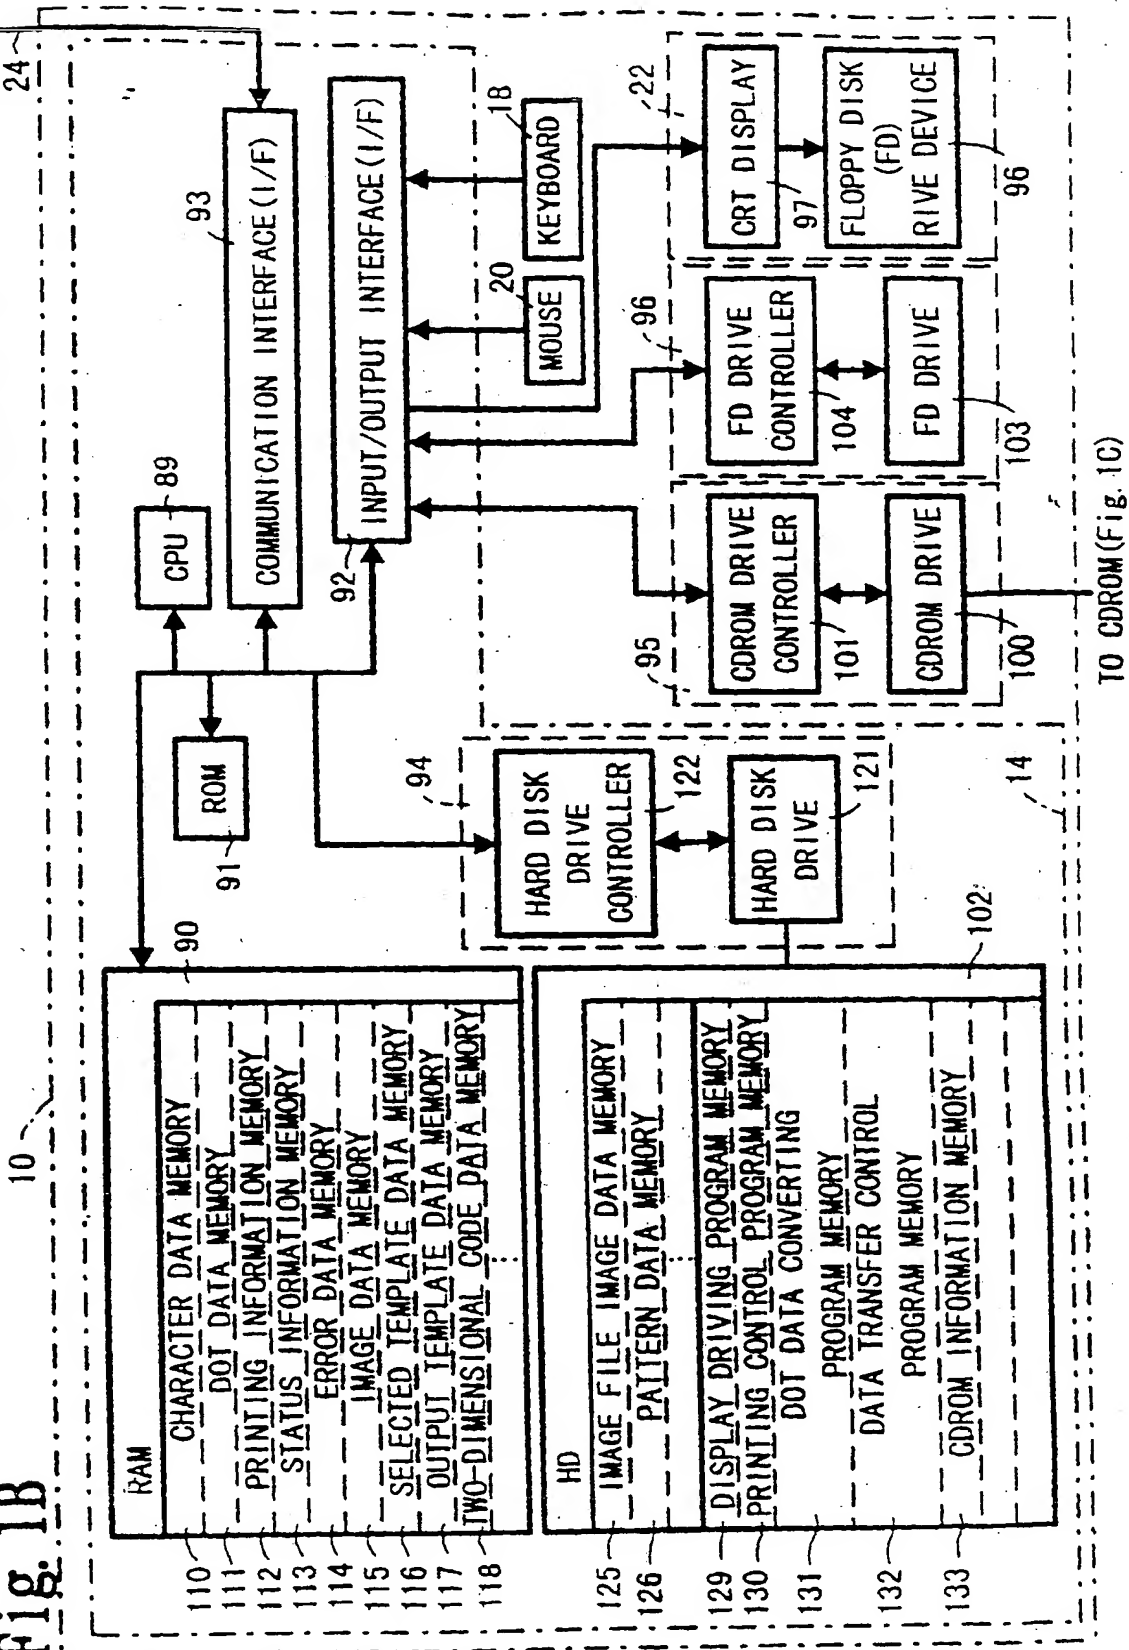 Fig. 1B
10
24
RAM
90
CHARACTER DATA MEMORY
DOT DATA MEMORY
PRINTING INFORMATION MEMORY
STATUS INFORMATION MEMORY
ERROR DATA MEMORY
IMAGE DATA MEMORY
SELECTED TEMPLATE DATA MEMORY
OUTPUT TEMPLATE DATA MEMORY
TWO-DIMENSIONAL CODE DATA MEMORY
110
111
112
113
114
115
116
117
118
HD
102
IMAGE FILE IMAGE DATA MEMORY
PATTERN DATA MEMORY
DISPLAY DRIVING PROGRAM MEMORY
PRINTING CONTROL PROGRAM MEMORY
DOT DATA CONVERTING
PROGRAM MEMORY
DATA TRANSFER CONTROL
PROGRAM MEMORY
CDROM INFORMATION MEMORY
125
126
129
130
131
132
133
ROM
91
CPU
89
93
COMMUNICATION INTERFACE(I/F)
92
INPUT/OUTPUT INTERFACE(I/F)
94
HARD DISK
DRIVE
CONTROLLER
122
HARD DISK
DRIVE
121
14
20
MOUSE
18
KEYBOARD
95
CDROM DRIVE
CONTROLLER
101
CDROM DRIVE
100
TO CDROM(Fig. 1C)
96
FD DRIVE
CONTROLLER
104
FD DRIVE
103
22
CRT DISPLAY
97
FLOPPY DISK
(FD)
RIVE DEVICE
96